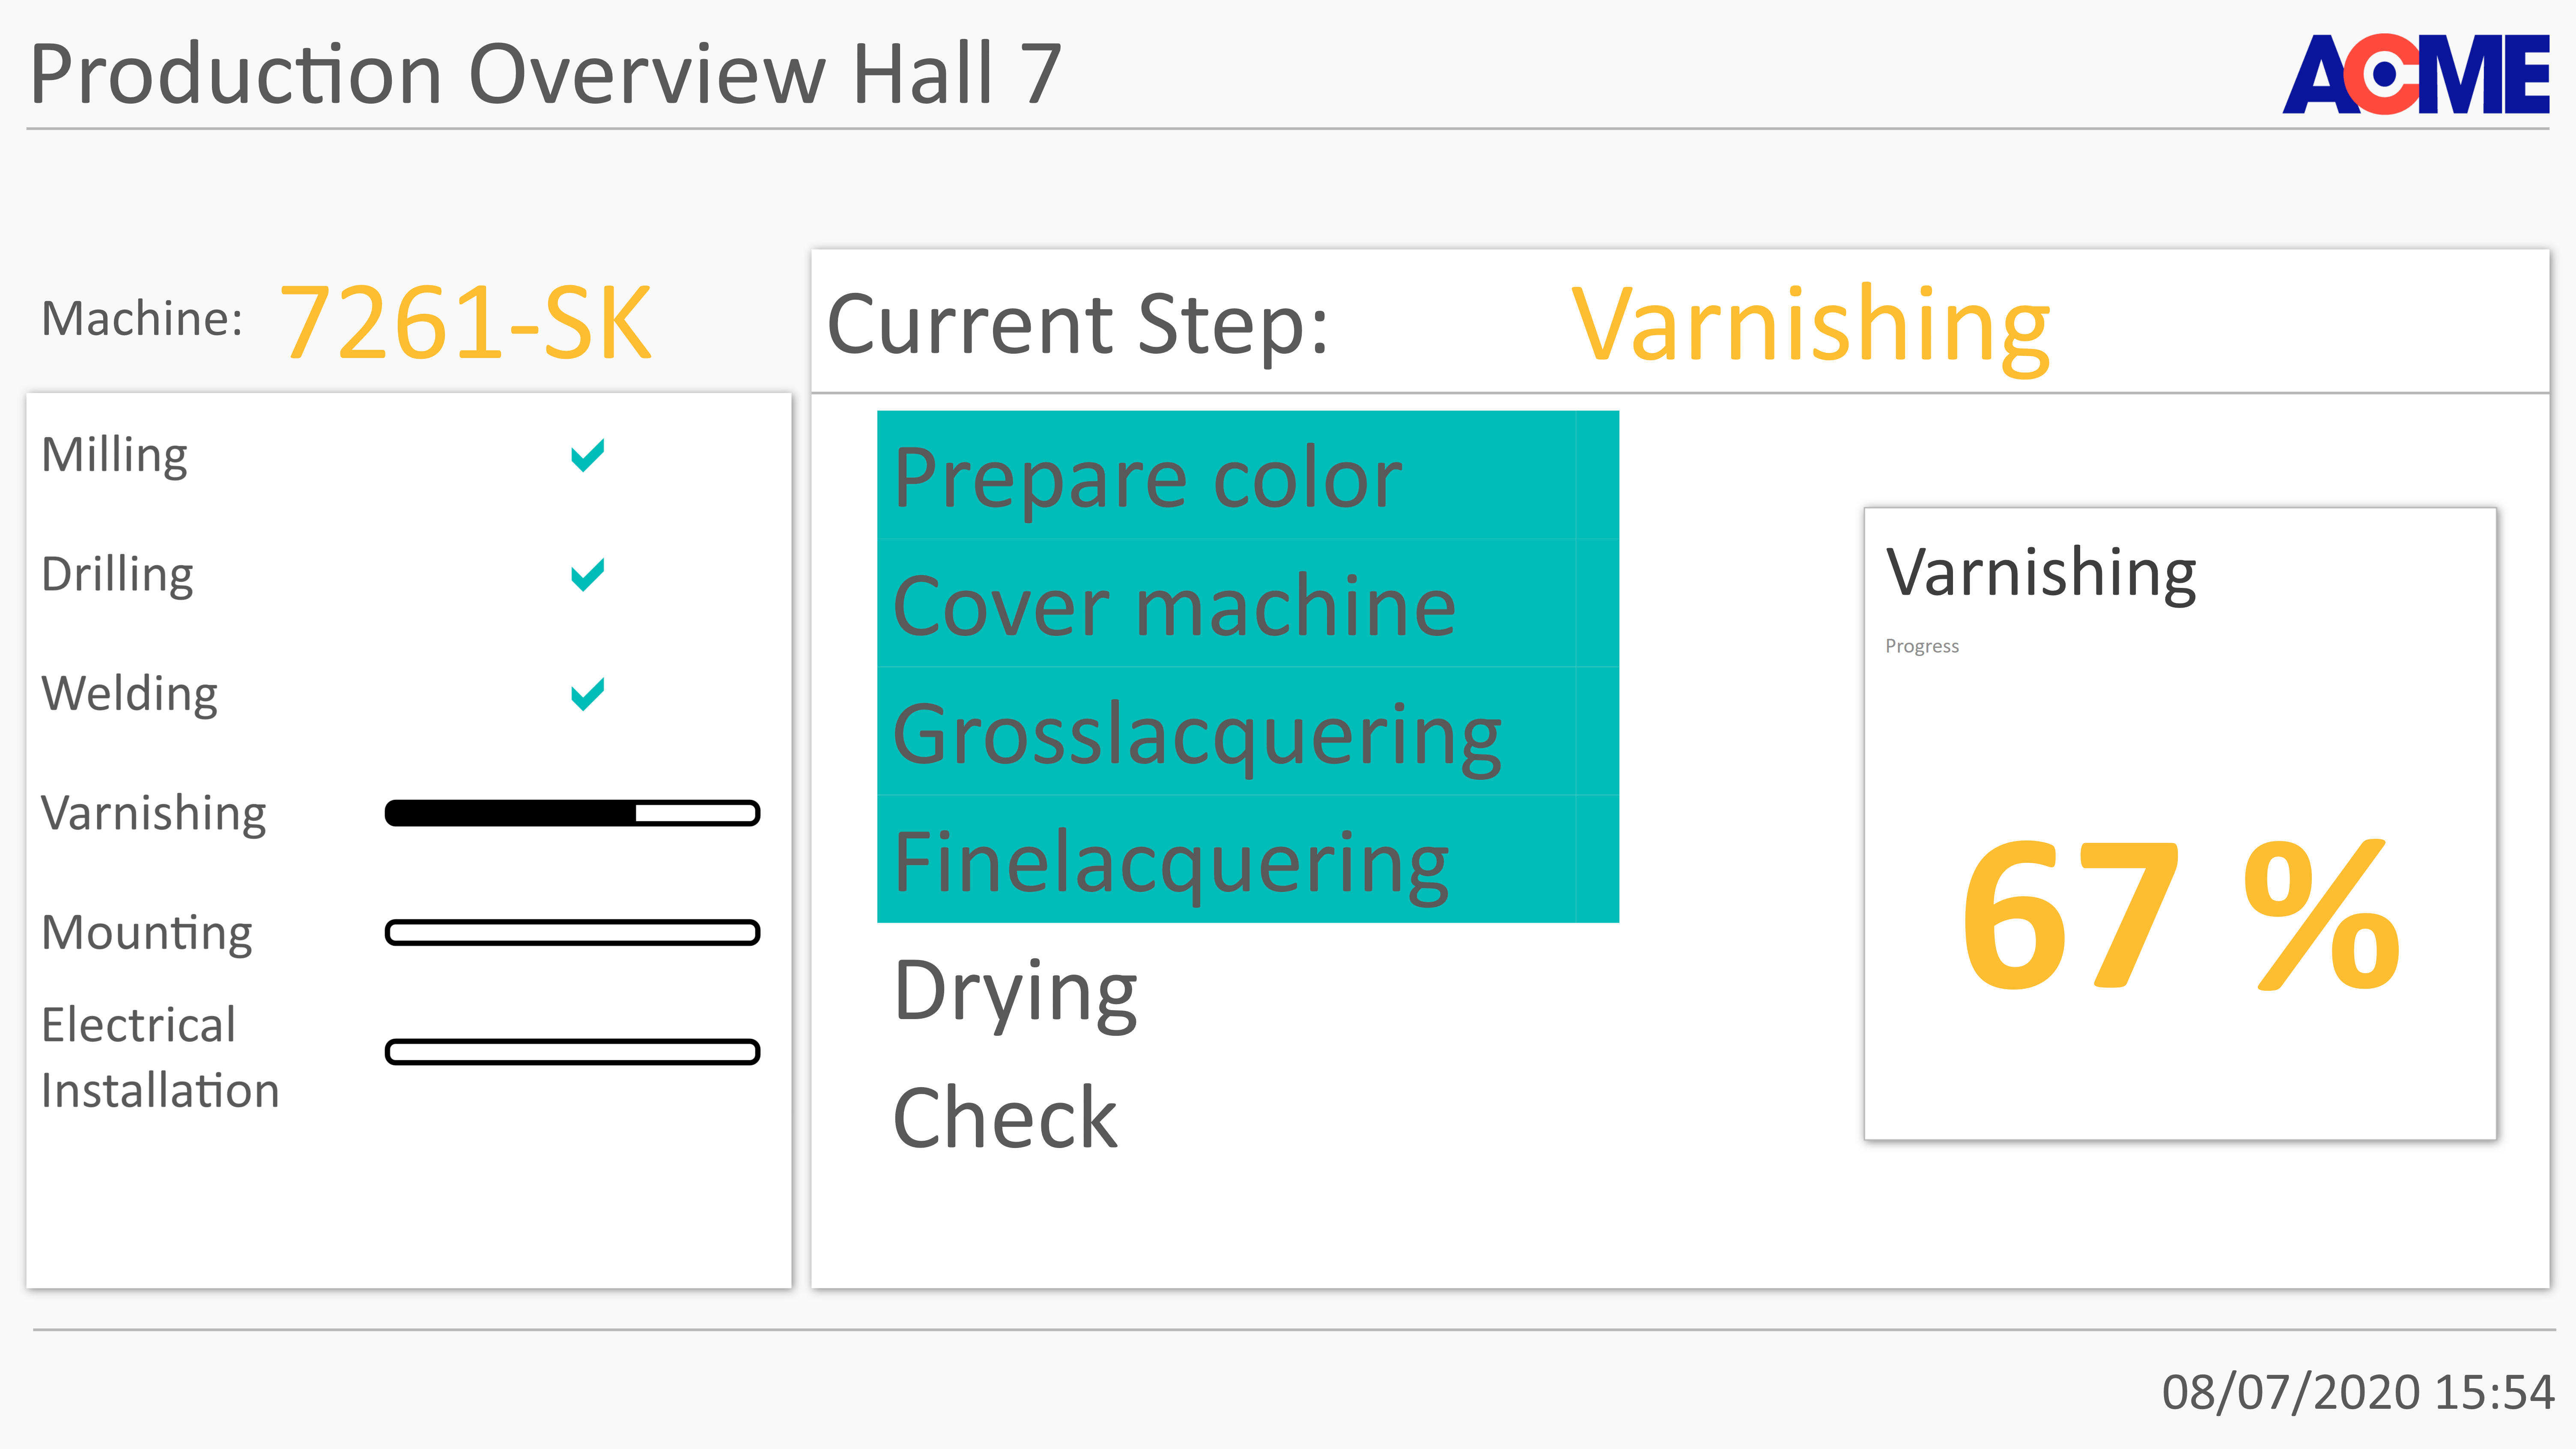 Production Overview Hall 7
ACME
Machine: 7261-SK
Milling
Drilling
Welding
Varnishing
Mounting
Electrical
Installation
Current Step: Varnishing
Prepare color
Cover machine
Grosslacquering
Finelacquering
Drying
Check
Varnishing
Progress
67 %
08/07/2020 15:54